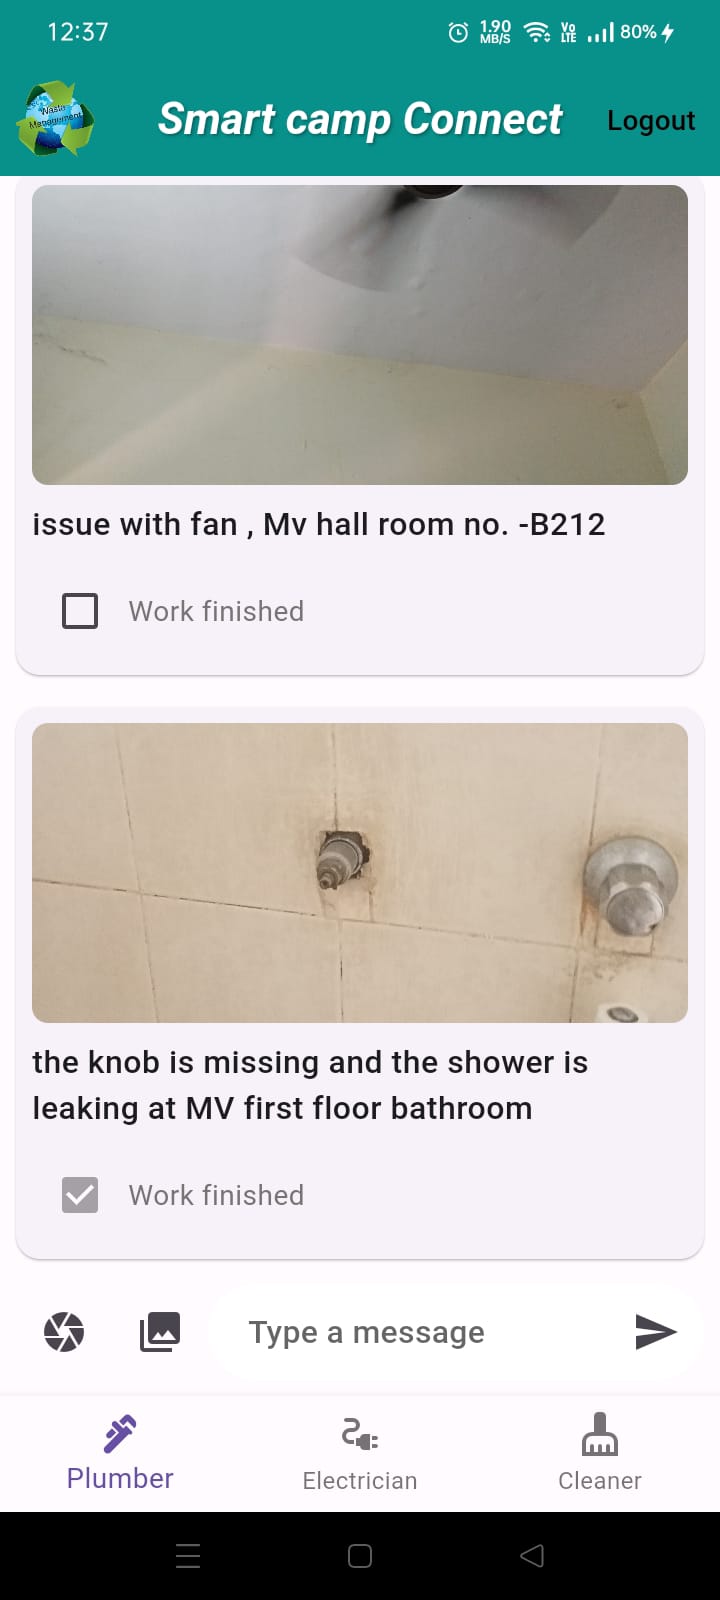 12:37
1.90
MB/S
Vo
LTE
80%
Waste
Management
Smart camp Connect
Logout
issue with fan , Mv hall room no. -B212
Work finished
the knob is missing and the shower is
leaking at MV first floor bathroom
Work finished
Type a message
Plumber
Electrician
Cleaner